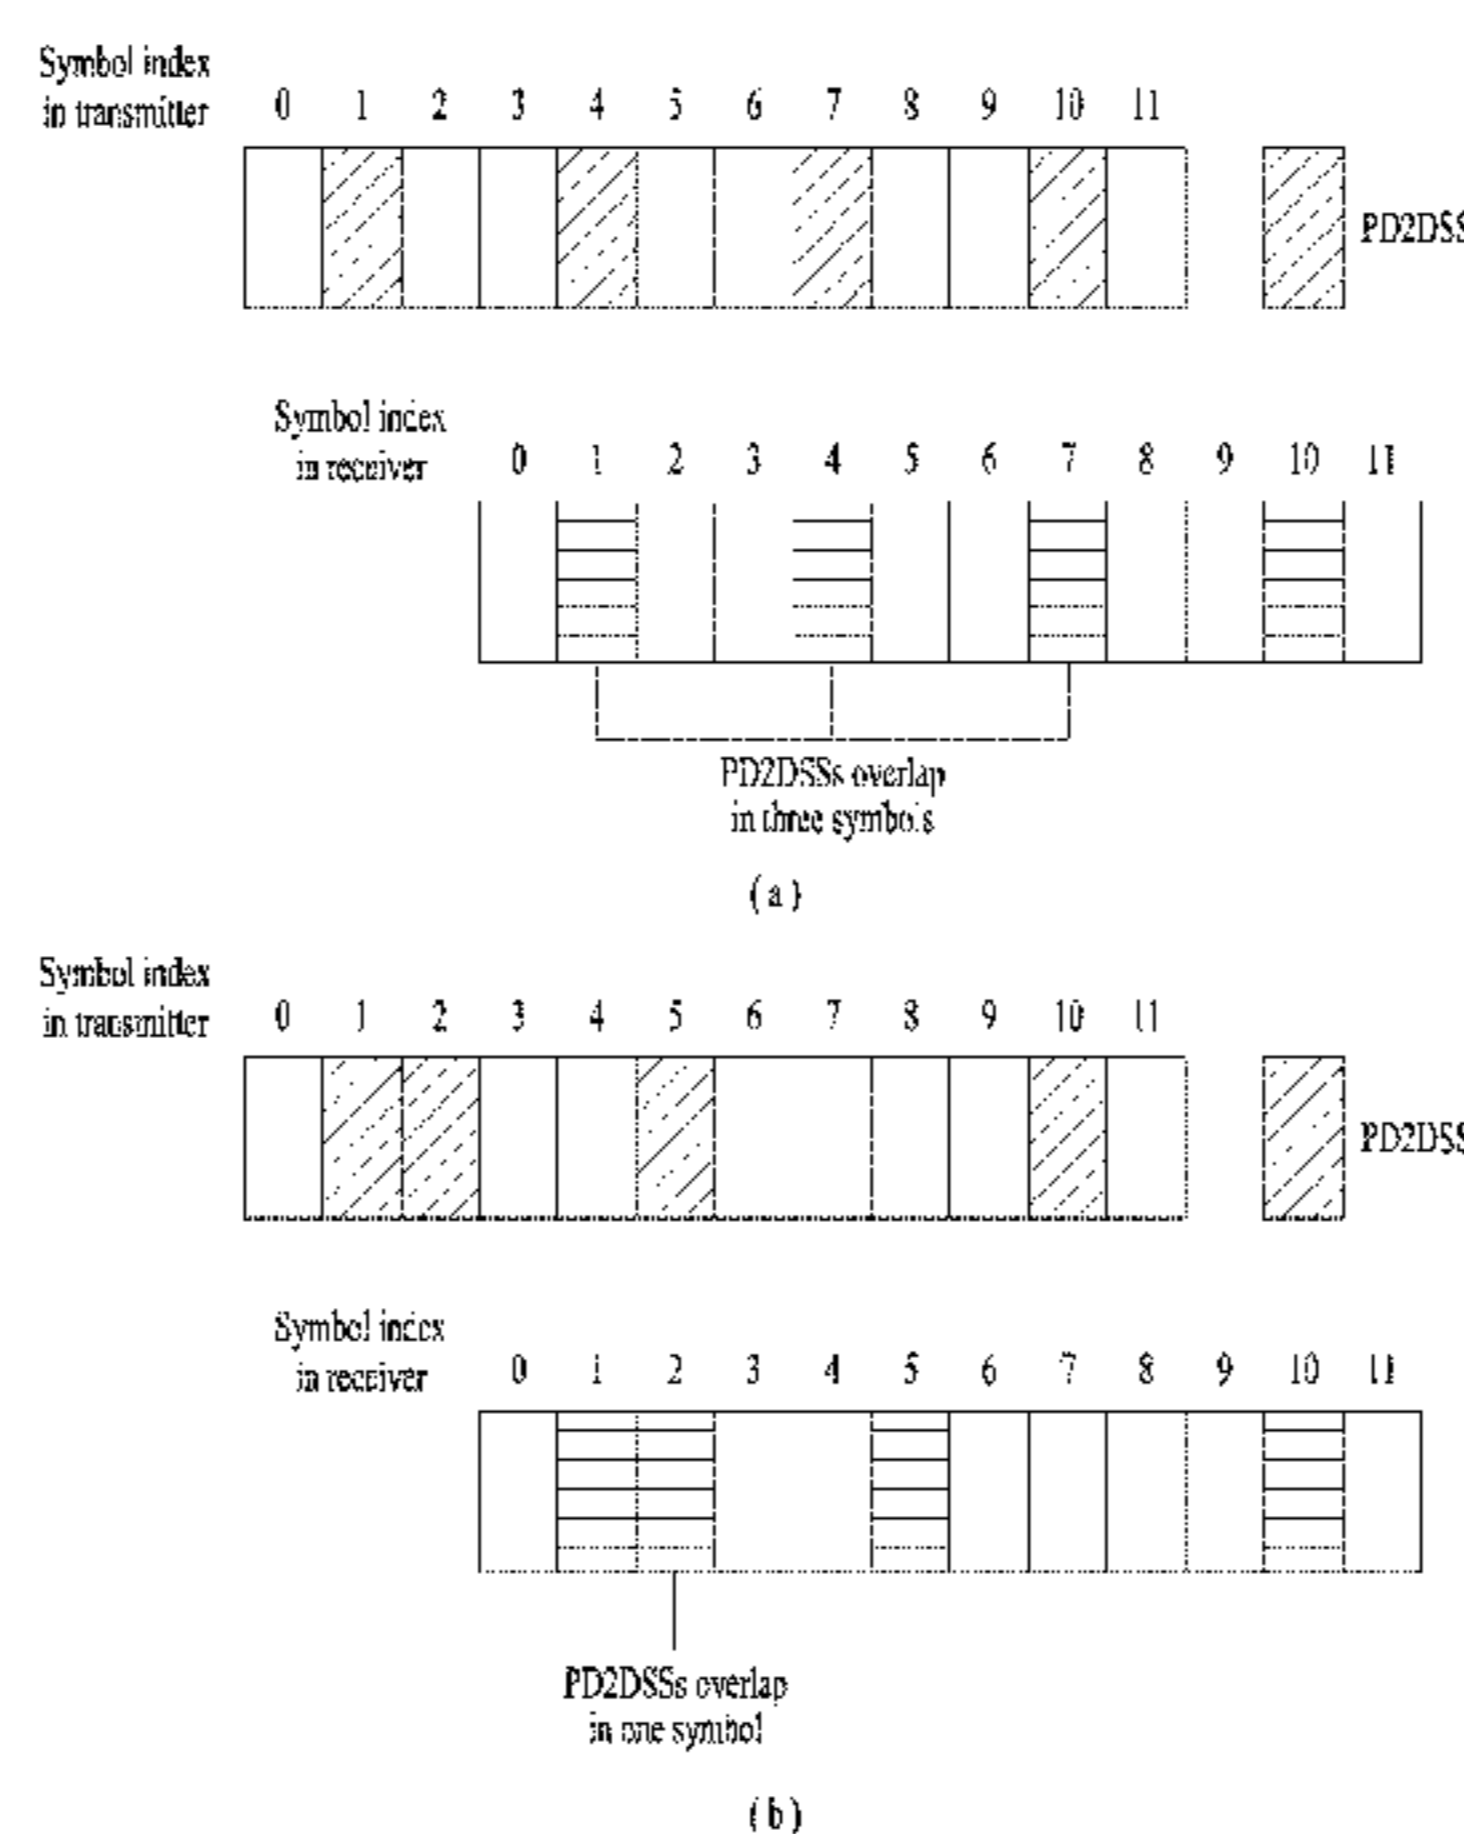 Symbol index
in transmitter
0 1 2 3 4 5 6 7 8 9 10 11
PD2DSS
Symbol index
in receiver
0 1 2 3 4 5 6 7 8 9 10 11
PD2DSSs overlap
in three symbols
( a )
Symbol index
in transmitter
0 1 2 3 4 5 6 7 8 9 10 11
PD2DSS
Symbol index
in receiver
0 1 2 3 4 5 6 7 8 9 10 11
PD2DSSs overlap
in one symbol
( b )